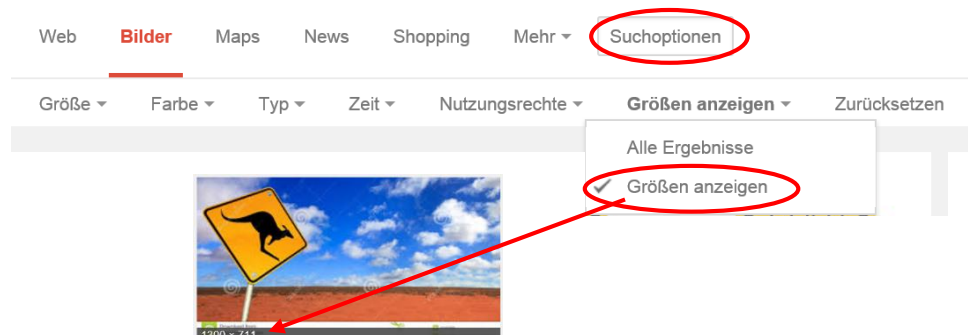 Web Bilder Maps News Shopping Mehr Suchoptionen
Größe Farbe Typ Zeit Nutzungsrechte Größen anzeigen Zurücksetzen
Alle Ergebnisse
Größen anzeigen
1300 × 711